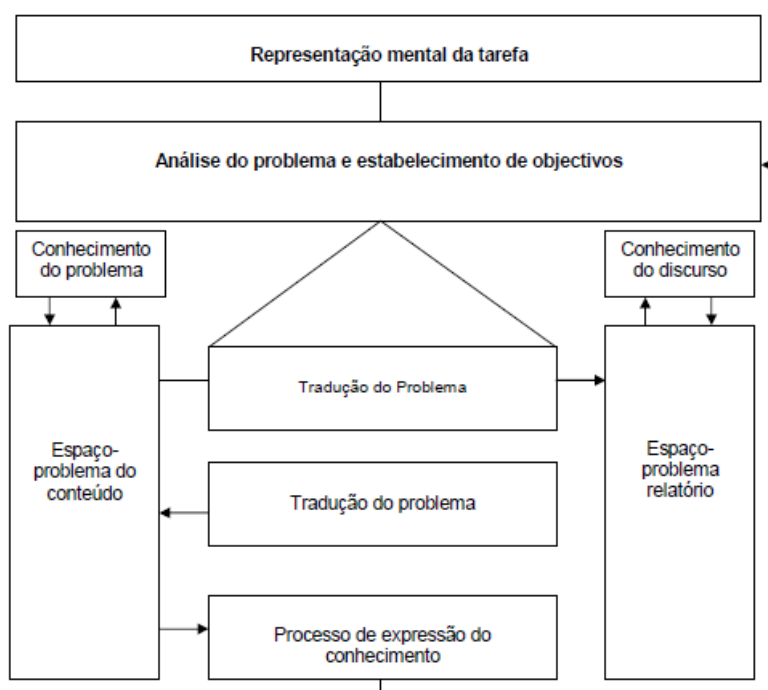 Representação mental da tarefa
Análise do problema e estabelecimento de objectivos
Conhecimento
do problema
Conhecimento
do discurso
Tradução do Problema
Espaço-
problema do
conteúdo
Espaço-
problema
relatório
Tradução do problema
Processo de expressão do
conhecimento